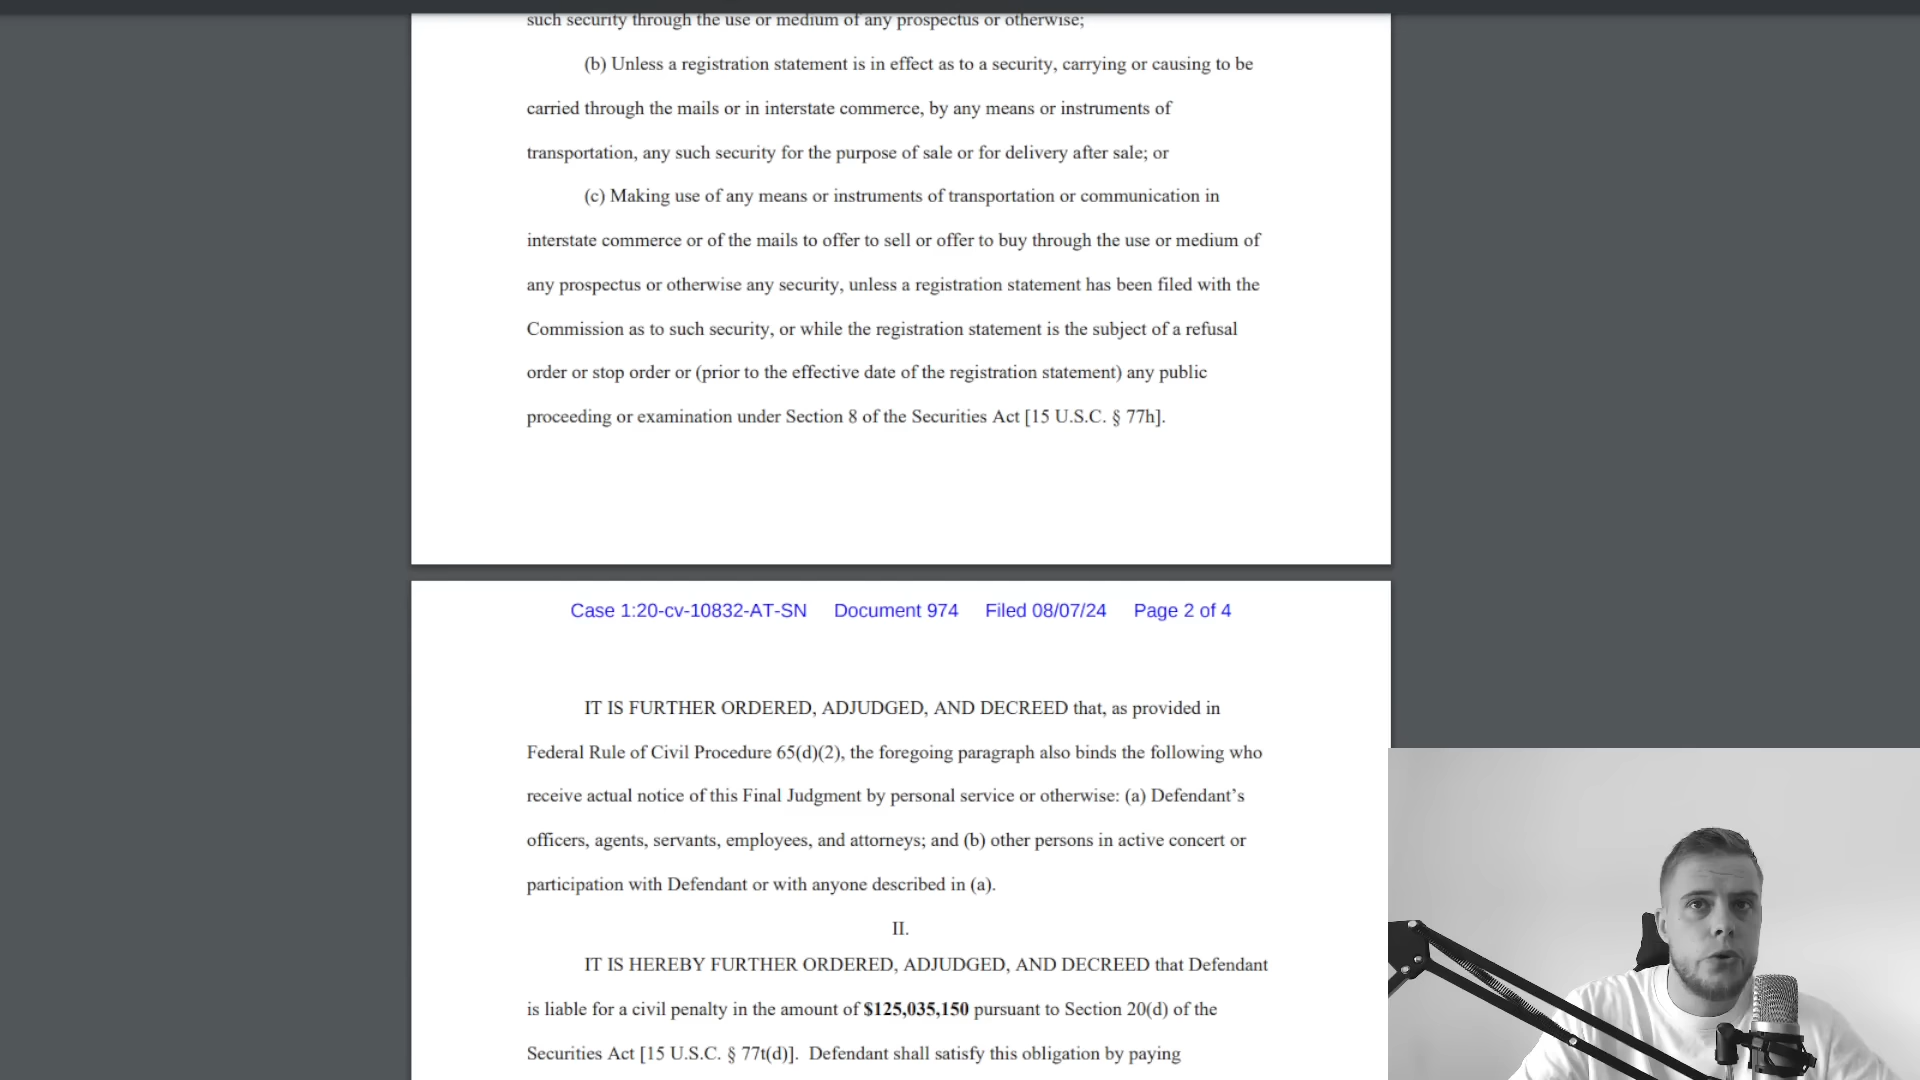 such security through the use or medium of any prospectus or otherwise;
(b) Unless a registration statement is in effect as to a security, carrying or causing to be
carried through the mails or in interstate commerce, by any means or instruments of
transportation, any such security for the purpose of sale or for delivery after sale; or
(c) Making use of any means or instruments of transportation or communication in
interstate commerce or of the mails to offer to sell or offer to buy through the use or medium of
any prospectus or otherwise any security, unless a registration statement has been filed with the
Commission as to such security, or while the registration statement is the subject of a refusal
order or stop order or (prior to the effective date of the registration statement) any public
proceeding or examination under Section 8 of the Securities Act [15 U.S.C. § 77h].
Case 1:20-cv-10832-AT-SN Document 974 Filed 08/07/24 Page 2 of 4
IT IS FURTHER ORDERED, ADJUDGED, AND DECREED that, as provided in
Federal Rule of Civil Procedure 65(d)(2), the foregoing paragraph also binds the following who
receive actual notice of this Final Judgment by personal service or otherwise: (a) Defendant’s
officers, agents, servants, employees, and attorneys; and (b) other persons in active concert or
participation with Defendant or with anyone described in (a).
II.
IT IS HEREBY FURTHER ORDERED, ADJUDGED, AND DECREED that Defendant
is liable for a civil penalty in the amount of $125,035,150 pursuant to Section 20(d) of the
Securities Act [15 U.S.C. § 77t(d)]. Defendant shall satisfy this obligation by paying